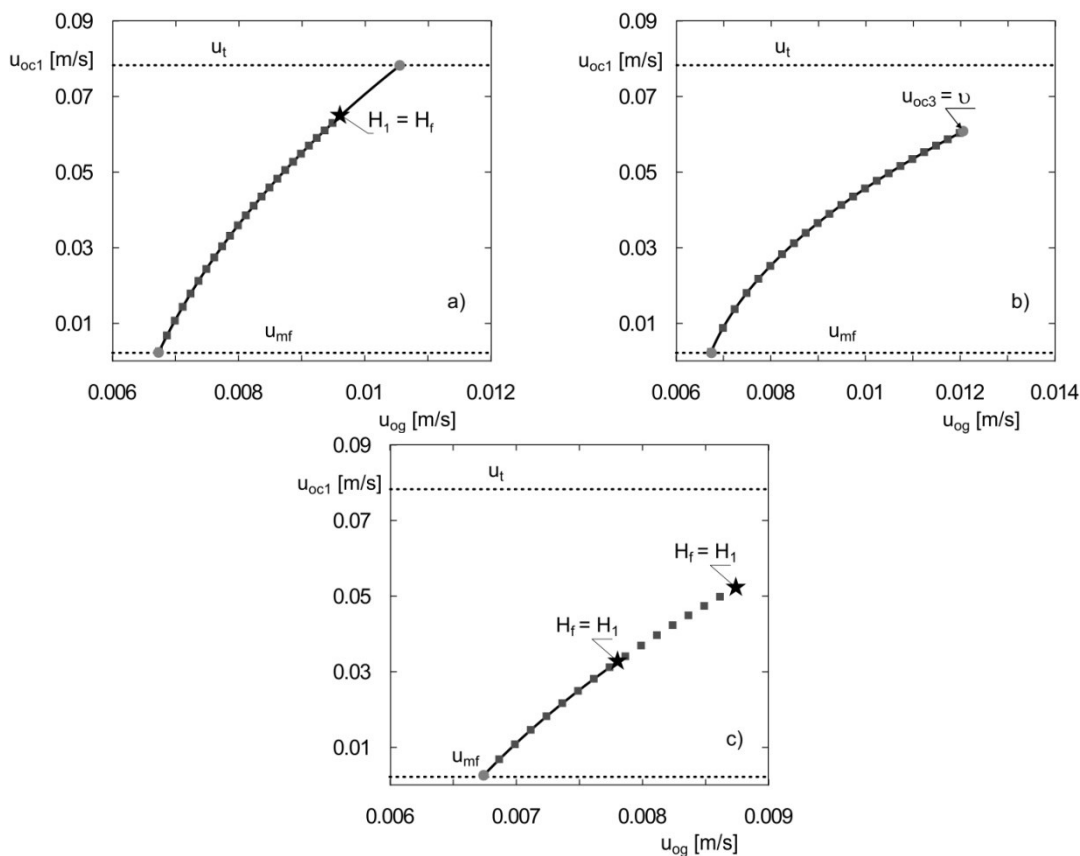 0.09
u_t
u_oc1 [m/s]
0.07
H_1 = H_f
0.05
0.03
a)
u_mf
0.01
0.006 0.008 0.01 0.012
u_og [m/s]
0.09
u_t
u_oc1 [m/s]
0.07
u_oc3 = υ
0.05
0.03
b)
u_mf
0.01
0.006 0.008 0.01 0.012 0.014
u_og [m/s]
0.09
u_t
u_oc1 [m/s]
0.07
H_f = H_1
0.05
H_f = H_1
0.03
c)
u_mf
0.01
0.006 0.007 0.008 0.009
u_og [m/s]